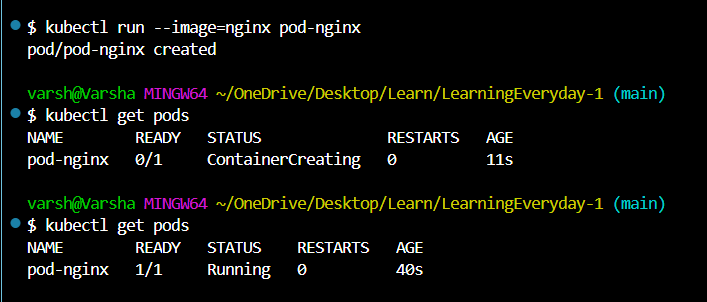 $ kubectl run --image=nginx pod-nginx
pod/pod-nginx created
varsh@Varsha MINGW64 ~/OneDrive/Desktop/Learn/LearningEveryday-1 (main)
$ kubectl get pods
NAME READY STATUS RESTARTS AGE
pod-nginx 0/1 ContainerCreating 0 11s
varsh@Varsha MINGW64 ~/OneDrive/Desktop/Learn/LearningEveryday-1 (main)
$ kubectl get pods
NAME READY STATUS RESTARTS AGE
pod-nginx 1/1 Running 0 40s